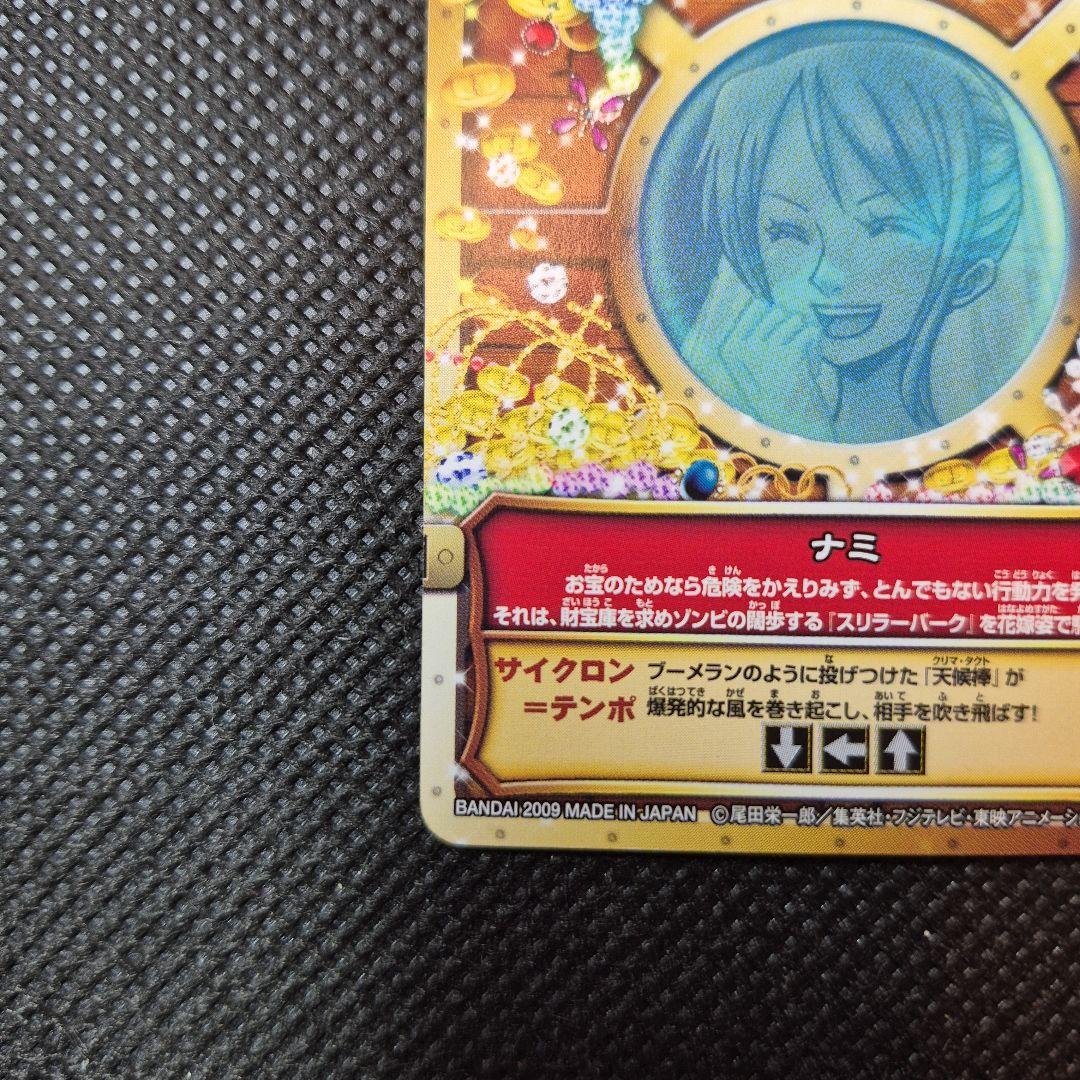 ナミ
お宝のためなら危険をかえりみず、とんでもない行動力を発
それは、財宝庫を求めゾンビの闊歩する『スリラーバーク』を花嫁姿で
サイクロン
=テンポ
ブーメランのように投げつけた『天候棒』が
爆発的な風を巻き起こし、相手を吹き飛ばす!
BANDAI 2009 MADE IN JAPAN ©尾田栄一郎/集英社・フジテレビ・東映アニメーシ